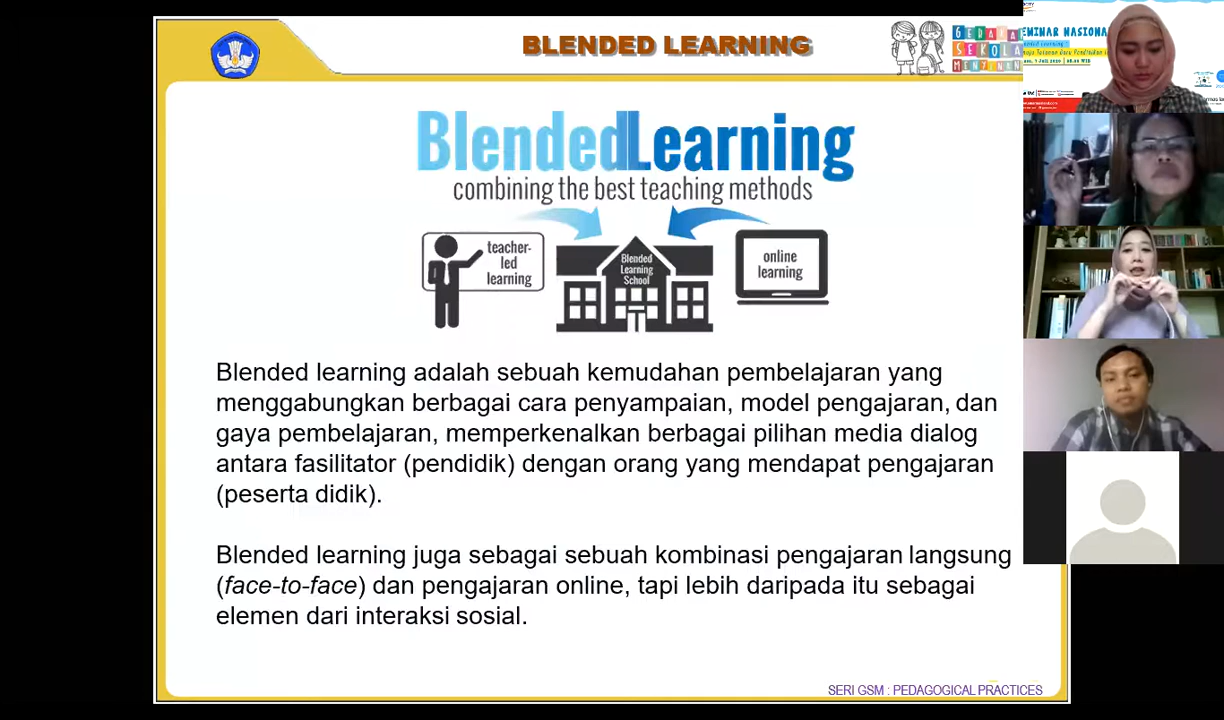 BLENDED LEARNING
SEKOLAH
BlendedLearning
combining the best teaching methods
teacher-
led
learning
Blended
Learning
School
online
learning
Blended learning adalah sebuah kemudahan pembelajaran yang
menggabungkan berbagai cara penyampaian, model pengajaran, dan
gaya pembelajaran, memperkenalkan berbagai pilihan media dialog
antara fasilitator (pendidik) dengan orang yang mendapat pengajaran
(peserta didik).
Blended learning juga sebagai sebuah kombinasi pengajaran langsung
(face-to-face) dan pengajaran online, tapi lebih daripada itu sebagai
elemen dari interaksi sosial.
SERI GSM : PEDAGOGICAL PRACTICES
EMINAR NASIONA